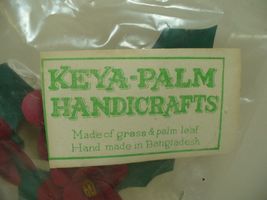 KEYA-PALM
HANDICRAFTS
Made of grass & palm leaf
Hand made in Bangladesh